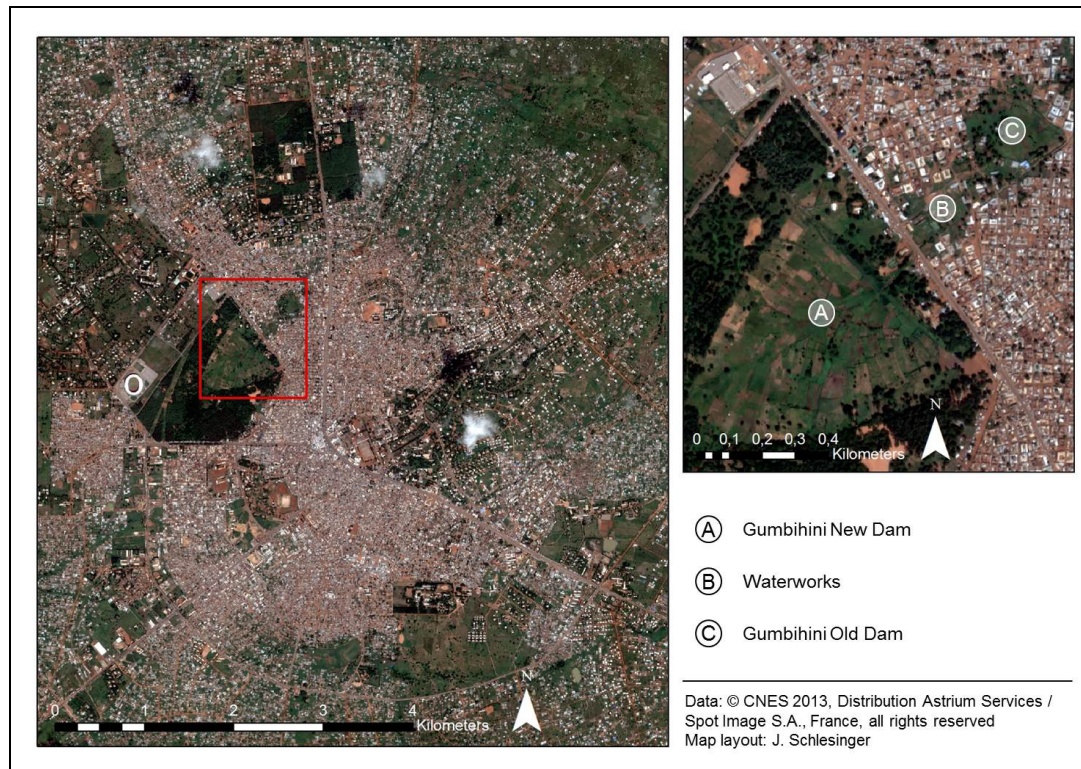 0 1 2 3 4
Kilometers
N
A
B
C
0 0,1 0,2 0,3 0,4
Kilometers
N
A Gumbihini New Dam
B Waterworks
C Gumbihini Old Dam
Data: © CNES 2013, Distribution Astrium Services /
Spot Image S.A., France, all rights reserved
Map layout: J. Schlesinger